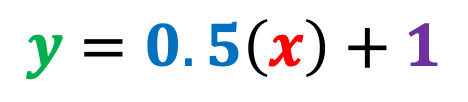 y = 0.5(x) + 1